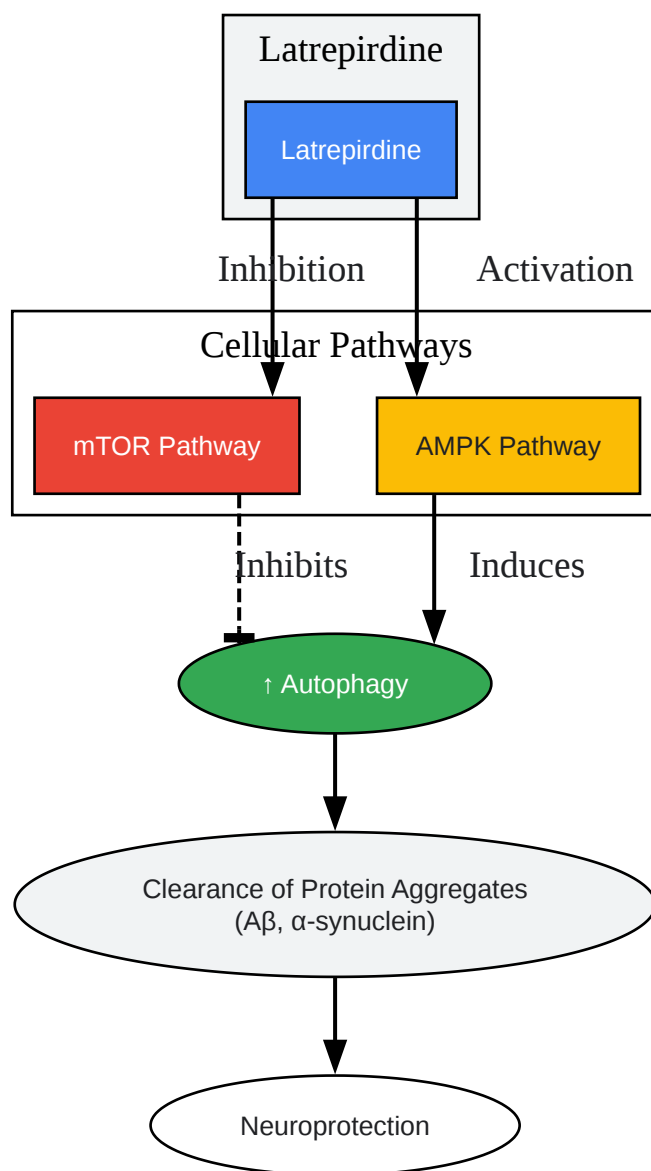 Latrepirdine
Latrepirdine
Inhibition
Activation
Cellular Pathways
mTOR Pathway
AMPK Pathway
Inhibits
Induces
↑ Autophagy
Clearance of Protein Aggregates
(Aβ, α-synuclein)
Neuroprotection